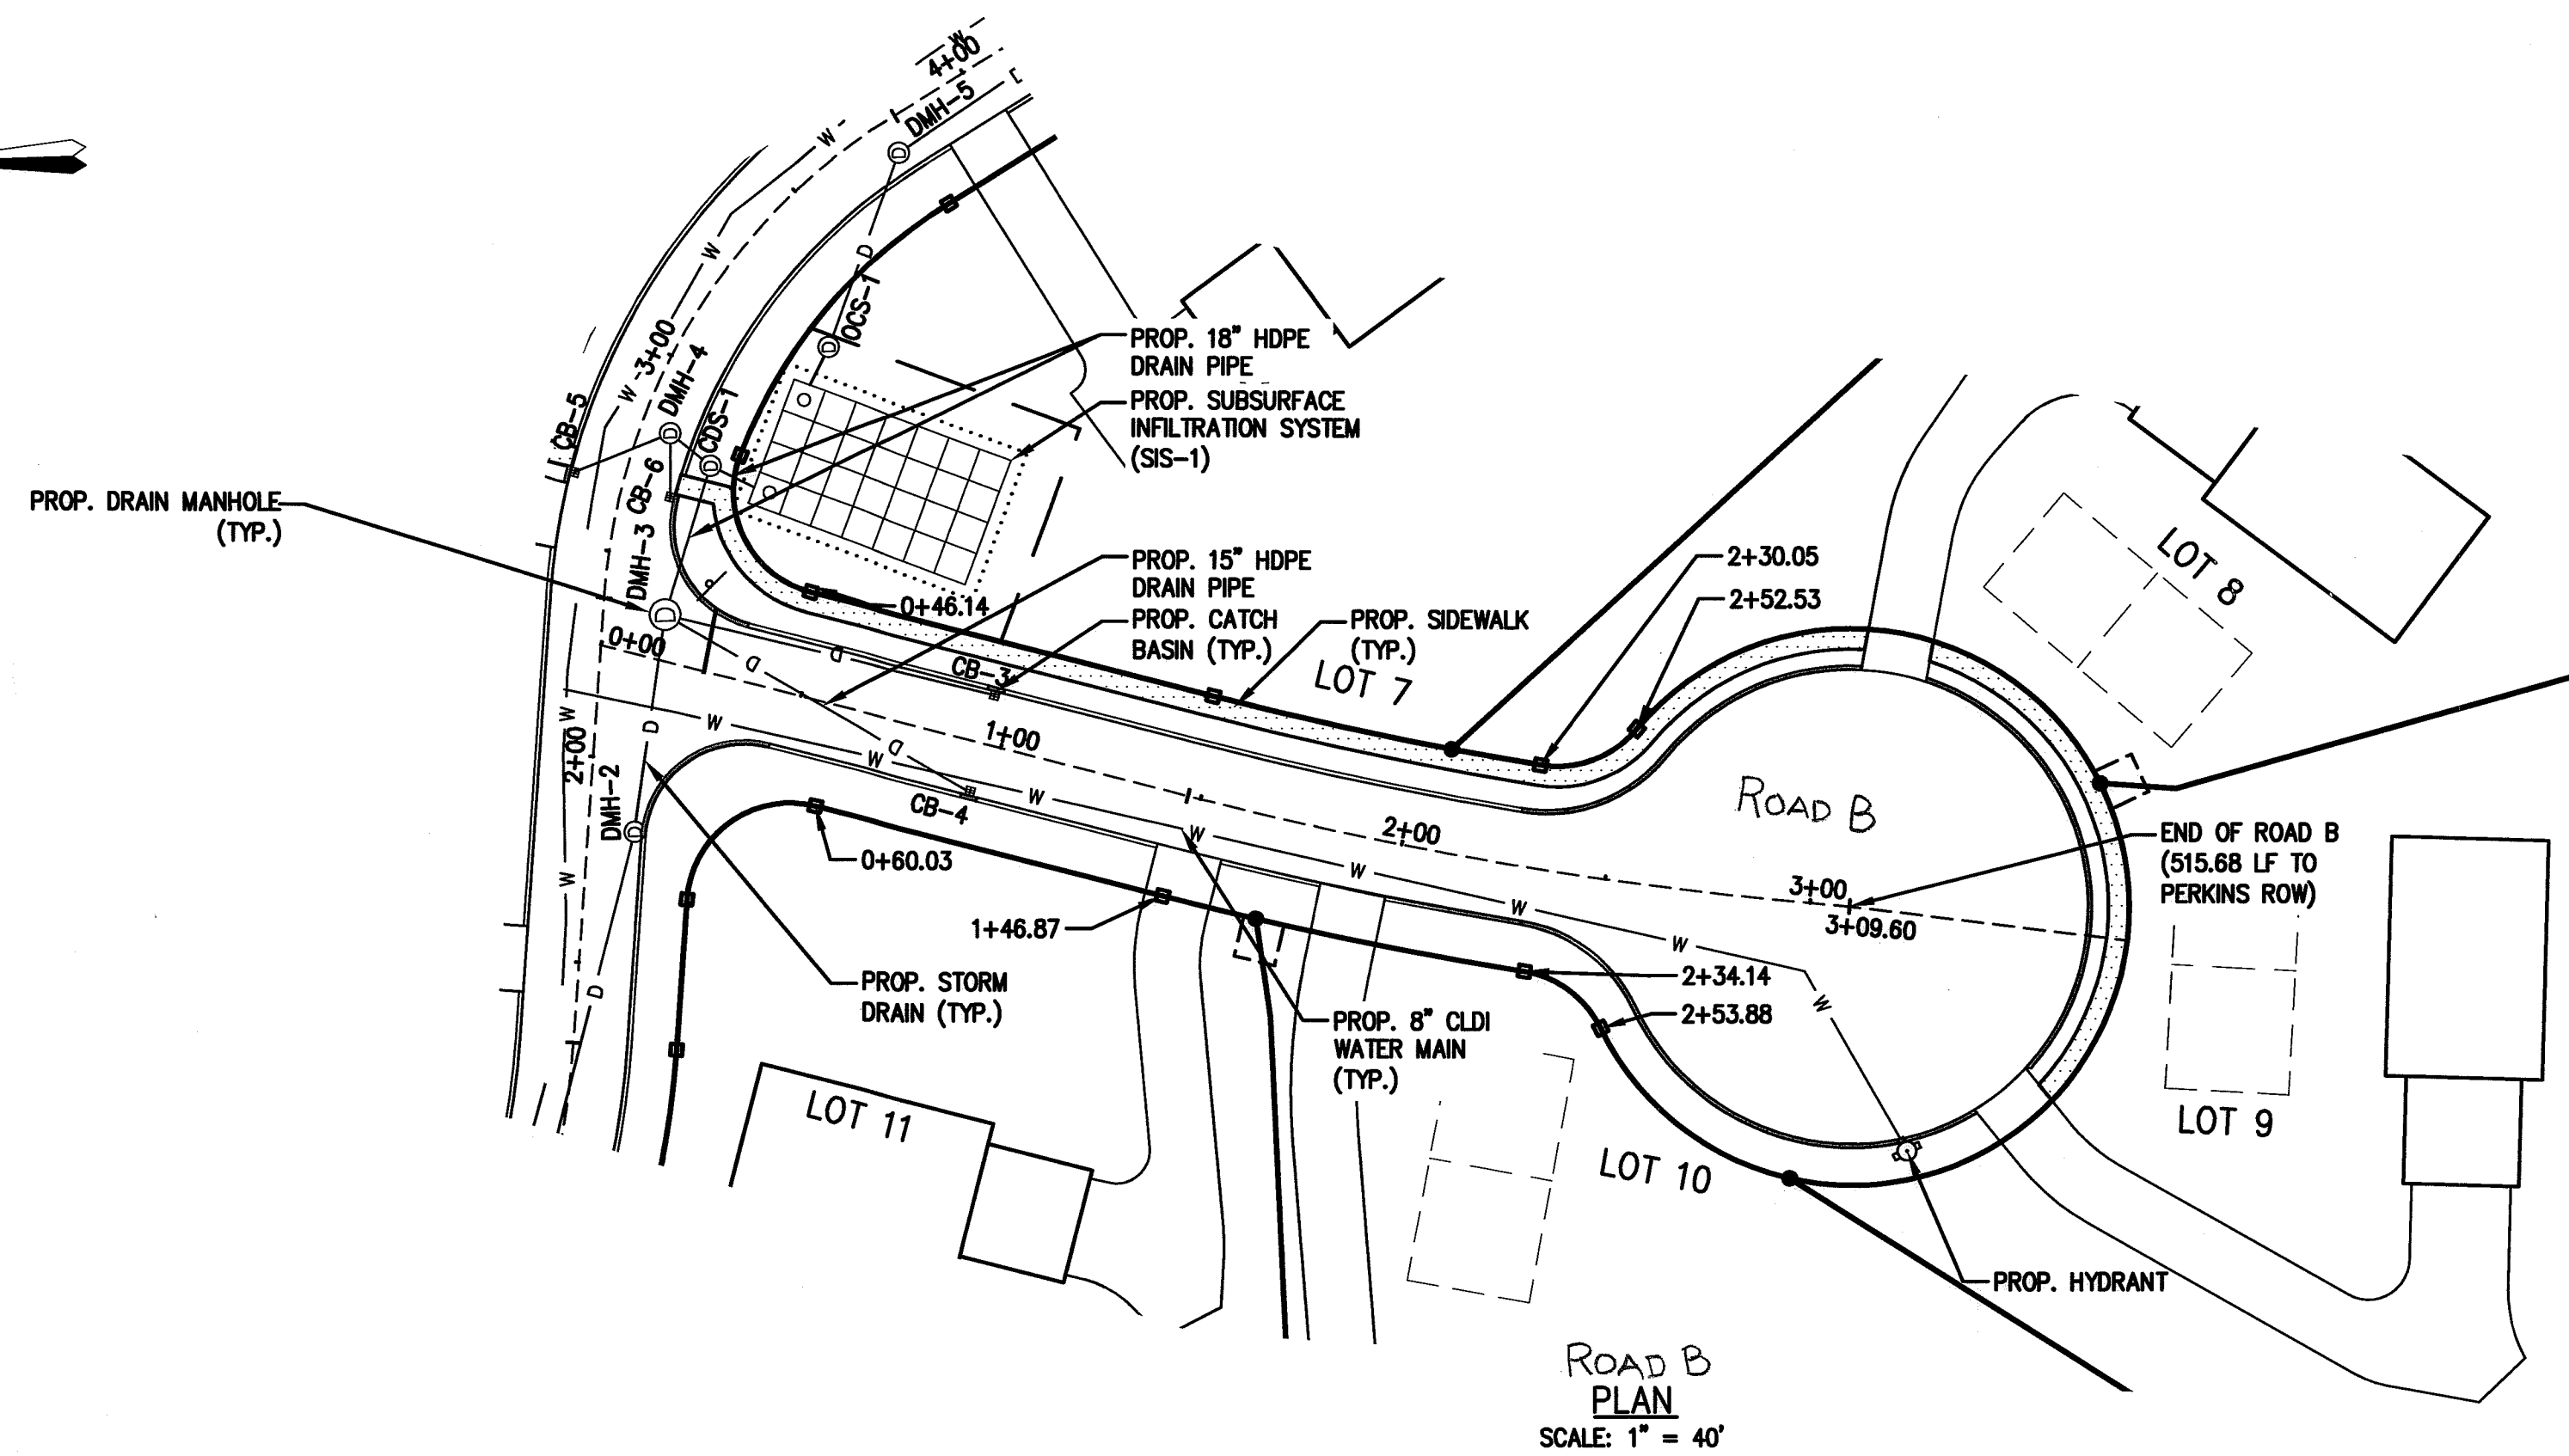 W
4+00
DMH-5
W
D
W
OCS-1
3+00
W
DMH-4
CDS-1
CB-5
CB-6
DMH-3
PROP. 18" HDPE
DRAIN PIPE
PROP. SUBSURFACE
INFILTRATION SYSTEM
(SIS-1)
PROP. DRAIN MANHOLE
(TYP.)
PROP. 15" HDPE
DRAIN PIPE
PROP. CATCH
BASIN (TYP.)
0+46.14
PROP. SIDEWALK
(TYP.)
LOT 7
2+30.05
2+52.53
LOT 8
0+00
D
D
CB-3
W
W
D
2+00
DMH-2
D
W
CB-4
W
1+00
W
W
2+00
ROAD B
W
W
W
3+00
3+09.60
END OF ROAD B
(515.68 LF TO
PERKINS ROW)
0+60.03
1+46.87
W
D
PROP. STORM
DRAIN (TYP.)
2+34.14
2+53.88
PROP. 8" CLDI
WATER MAIN
(TYP.)
LOT 11
LOT 10
LOT 9
PROP. HYDRANT
ROAD B
PLAN
SCALE: 1" = 40'